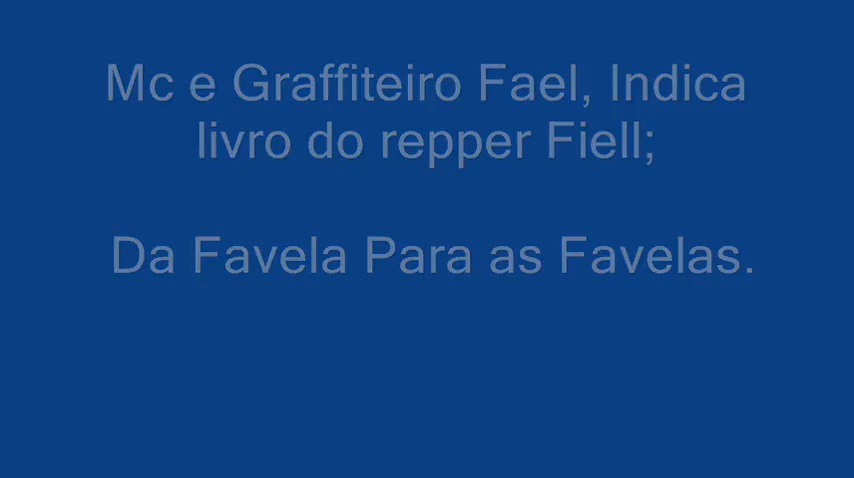 Mc e Graffiteiro Fael, Indica
livro do repper Fiell;
Da Favela Para as Favelas.